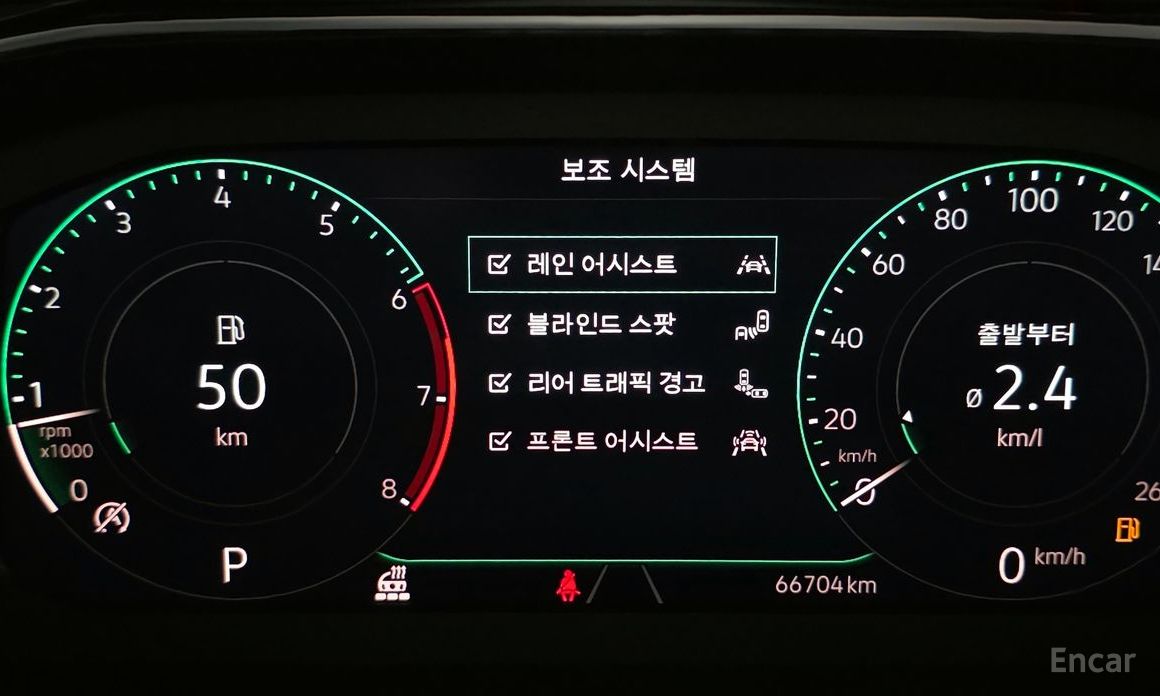 보조 시스템
4
3
5
2
6
1
7
rpm
x1000
0
8
50
km
P
레인 어시스트
블라인드 스팟
리어 트래픽 경고
프론트 어시스트
66704 km
100
80
120
60
40
20
km/h
0
출발부터
ø 2.4
km/l
0 km/h
Encar